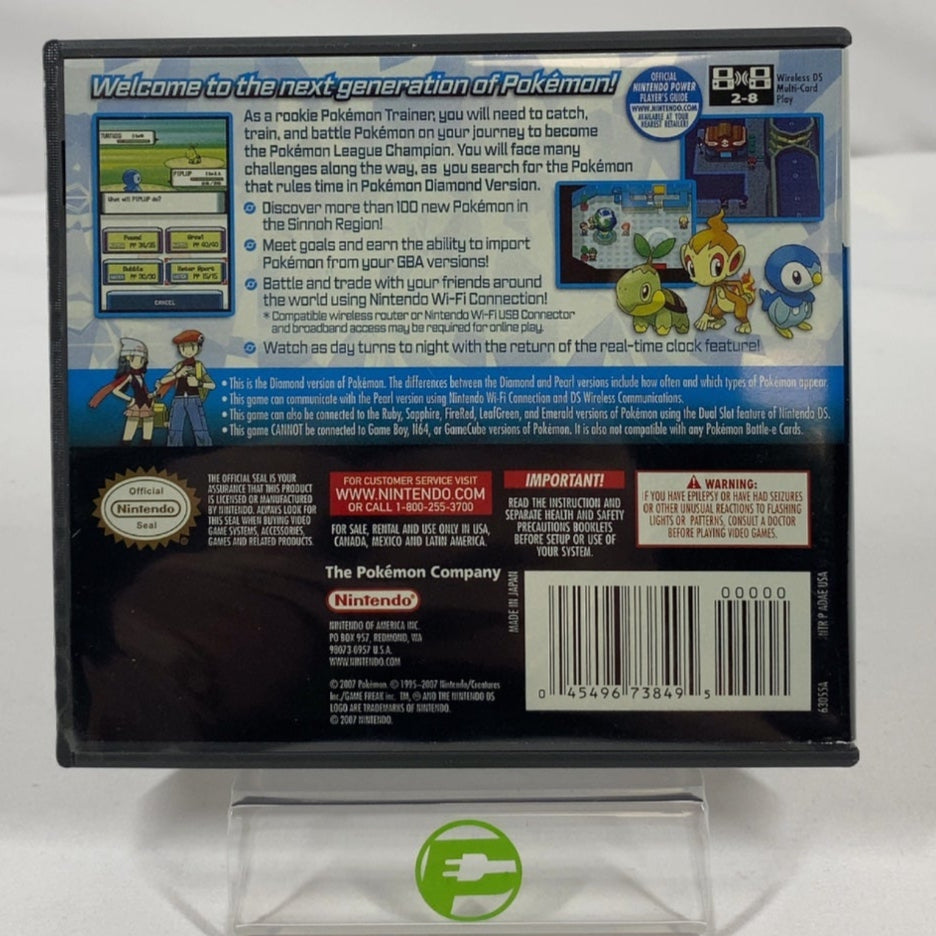 Welcome to the next generation of Pokémon!
OFFICIAL
NINTENDO POWER
PLAYER'S GUIDE
WWW.NINTENDO.COM
AVAILABLE AT YOUR
NEAREST RETAILER!
2-8
Wireless DS
Multi-Card
Play
As a rookie Pokémon Trainer, you will need to catch,
train, and battle Pokémon on your journey to become
the Pokémon League Champion. You will face many
challenges along the way, as you search for the Pokémon
that rules time in Pokémon Diamond Version.
Discover more than 100 new Pokémon in
the Sinnoh Region!
Meet goals and earn the ability to import
Pokémon from your GBA versions!
Battle and trade with your friends around
the world using Nintendo Wi-Fi Connection!
* Compatible wireless router or Nintendo Wi-Fi USB Connector
and broadband access may be required for online play.
Watch as day turns to night with the return of the real-time clock feature!
What will PIPLUP do?
Pound
Growl
PP 40/40
Bubble
PP 30/30
Water Sport
PP 15/15
CANCEL
• This is the Diamond version of Pokémon. The differences between the Diamond and Pearl versions include how often and which types of Pokémon appear.
• This game can communicate with the Pearl version using Nintendo Wi-Fi Connection and DS Wireless Communications.
• This game can also be connected to the Ruby, Sapphire, FireRed, LeafGreen, and Emerald versions of Pokémon using the Dual Slot feature of Nintendo DS.
• This game CANNOT be connected to Game Boy, N64, or GameCube versions of Pokémon. It is also not compatible with any Pokémon Battle-e Cards.
Official
Nintendo
Seal
THE OFFICIAL SEAL IS YOUR
ASSURANCE THAT THIS PRODUCT
IS LICENSED OR MANUFACTURED
BY NINTENDO. ALWAYS LOOK FOR
THIS SEAL WHEN BUYING VIDEO
GAME SYSTEMS, ACCESSORIES,
GAMES AND RELATED PRODUCTS.
FOR CUSTOMER SERVICE VISIT
WWW.NINTENDO.COM
OR CALL 1-800-255-3700
FOR SALE, RENTAL AND USE ONLY IN USA,
CANADA, MEXICO AND LATIN AMERICA.
IMPORTANT!
READ THE INSTRUCTION AND
SEPARATE HEALTH AND SAFETY
PRECAUTIONS BOOKLETS
BEFORE SETUP OR USE OF
YOUR SYSTEM.
WARNING:
IF YOU HAVE EPILEPSY OR HAVE HAD SEIZURES
OR OTHER UNUSUAL REACTIONS TO FLASHING
LIGHTS OR PATTERNS, CONSULT A DOCTOR
BEFORE PLAYING VIDEO GAMES.
The Pokémon Company
Nintendo®
NINTENDO OF AMERICA INC.
PO BOX 957, REDMOND, WA
98073-0957 U.S.A.
WWW.NINTENDO.COM
© 2007 Pokémon. © 1995–2007 Nintendo/Creatures
Inc./GAME FREAK inc. TM, ® AND THE NINTENDO DS
LOGO ARE TRADEMARKS OF NINTENDO.
© 2007 NINTENDO.
MADE IN JAPAN
00000
0 45496 73849 5
NTR P ADAE USA
63055A